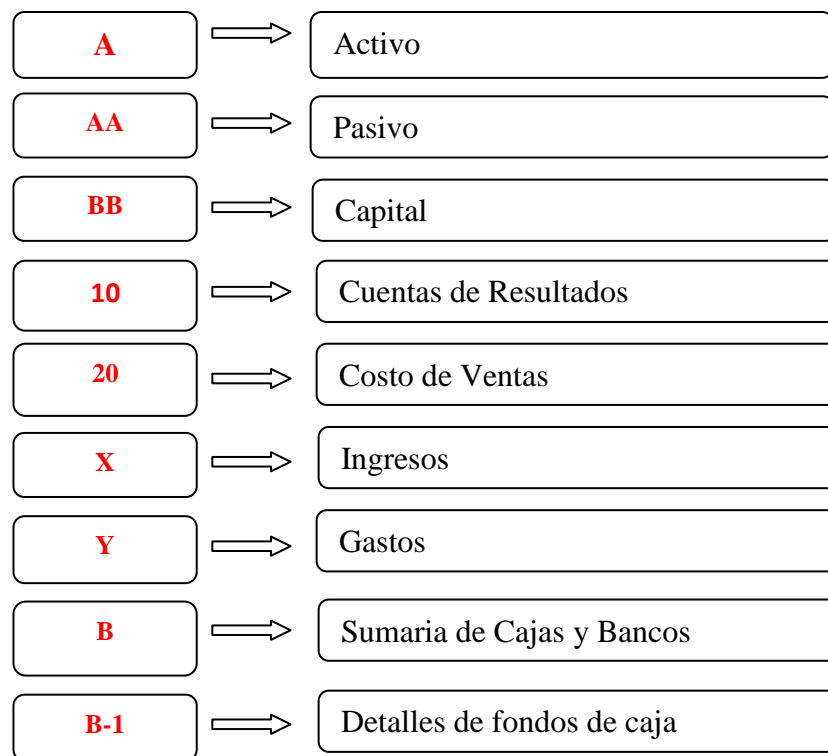 A Activo
AA Pasivo
BB Capital
10 Cuentas de Resultados
20 Costo de Ventas
X Ingresos
Y Gastos
B Sumaria de Cajas y Bancos
B-1 Detalles de fondos de caja